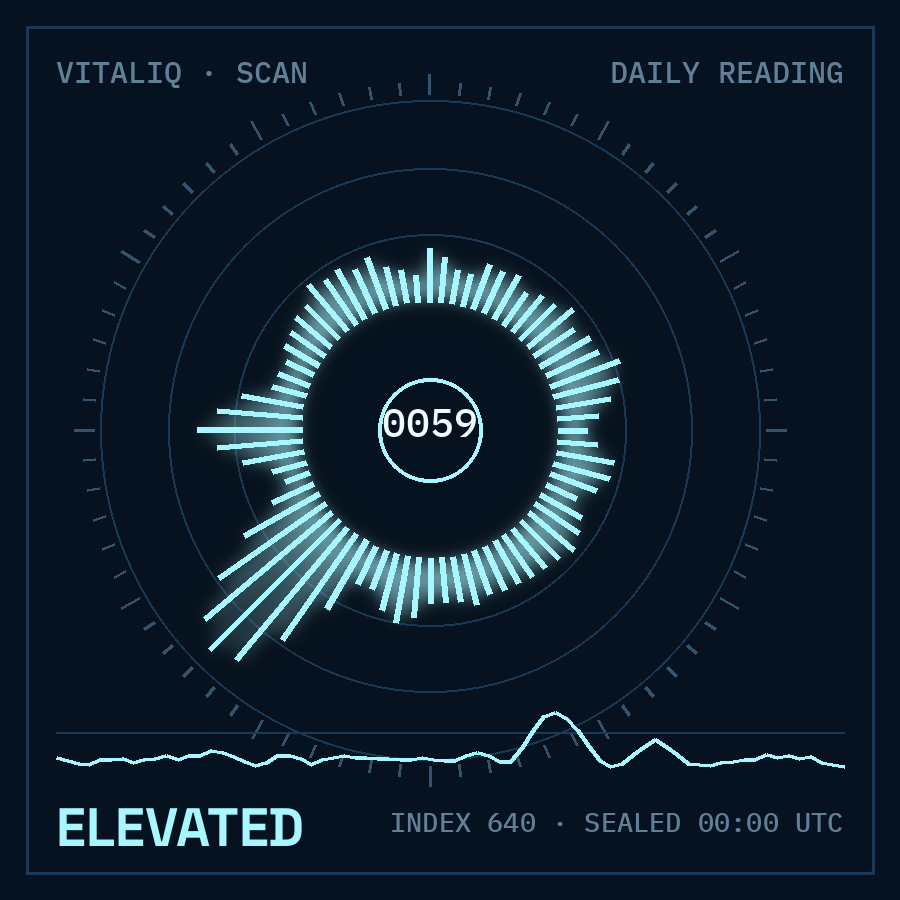 VITALIQ · SCAN
DAILY READING
0059
ELEVATED
INDEX 640 · SEALED 00:00 UTC